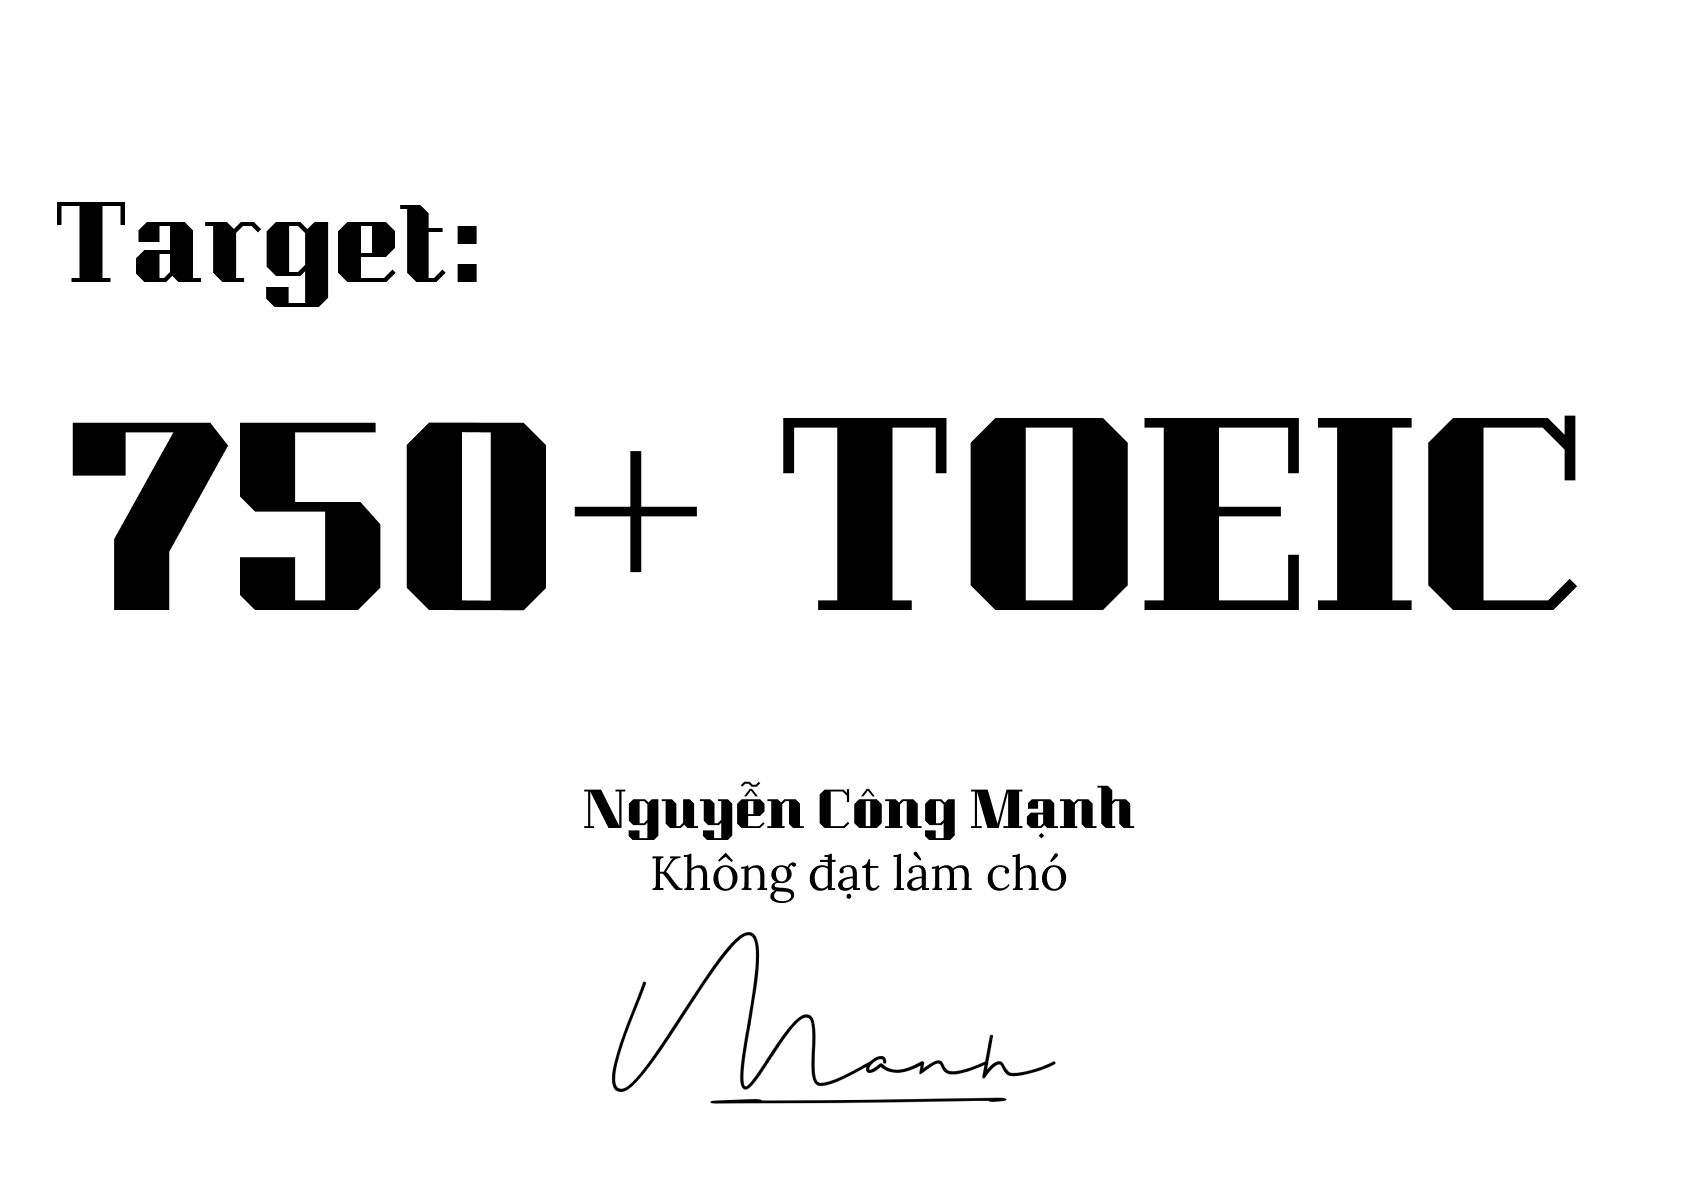 Target:
750+ TOEIC
Nguyễn Công Mạnh
Không đạt làm chó
Manh